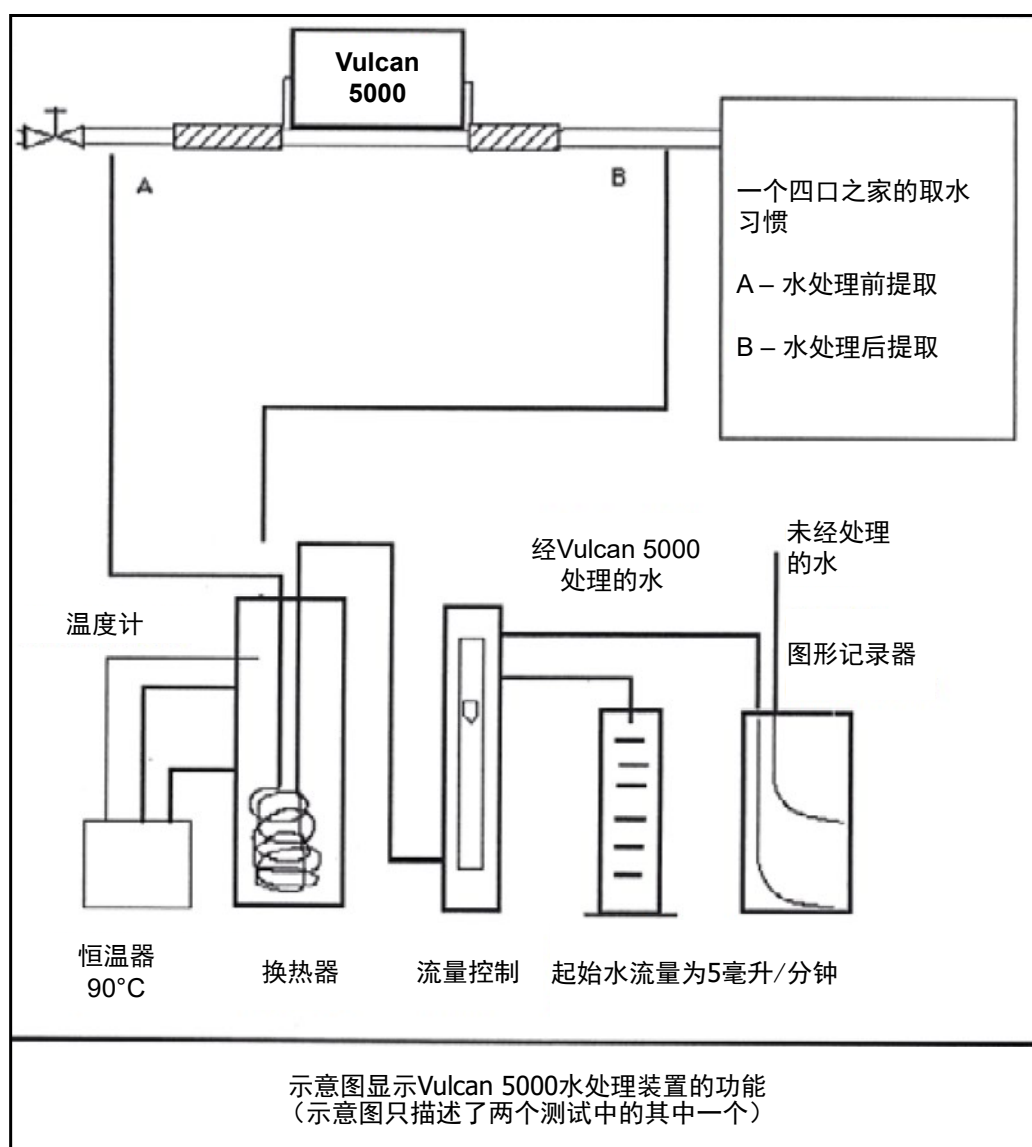 Vulcan
5000
A
B
一个四口之家的取水
习惯
A – 水处理前提取
B – 水处理后提取
经Vulcan 5000
处理的水
未经处理
的水
温度计
图形记录器
恒温器
90°C
换热器
流量控制
起始水流量为5毫升/分钟
示意图显示Vulcan 5000水处理装置的功能
（示意图只描述了两个测试中的其中一个）